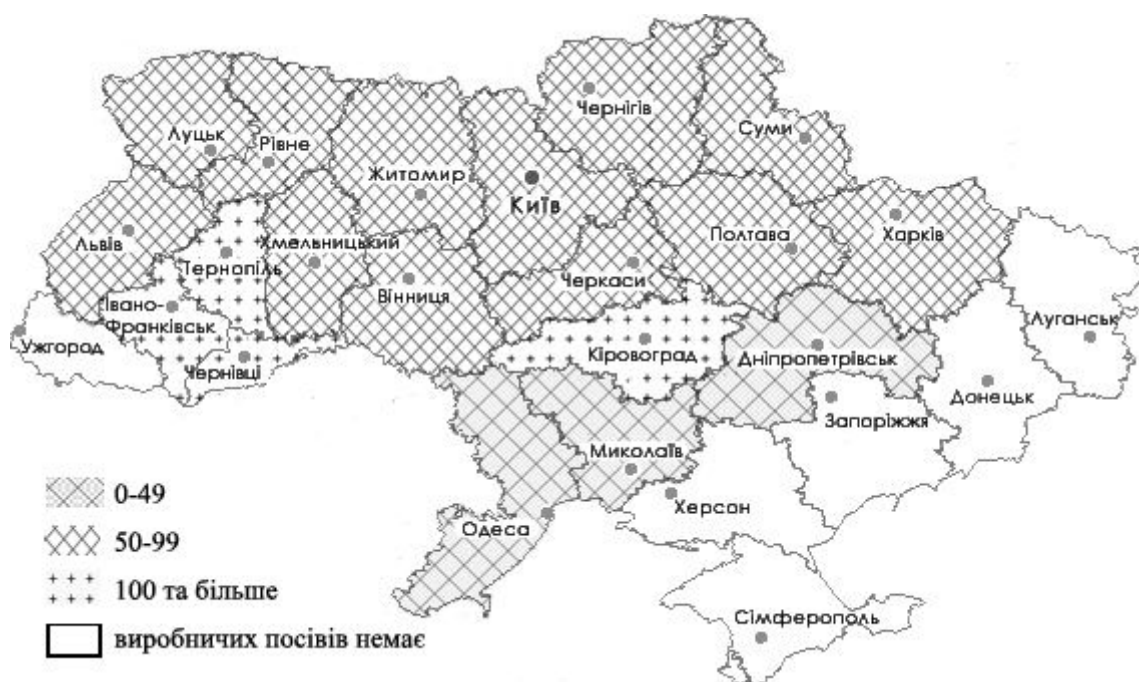 Чернігів
Суми
Луцьк
Рівне
Житомир
Київ
Львів
Хмельницький
Полтава
Харків
Тернопіль
Вінниця
Черкаси
Івано-
Франківськ
Ужгород
Чернівці
Кіровоград
Дніпропетрівськ
Луганськ
Донецьк
Запоріжжя
Миколаїв
Херсон
Одеса
Сімферополь
0-49
50-99
100 та більше
виробничих посівів немає